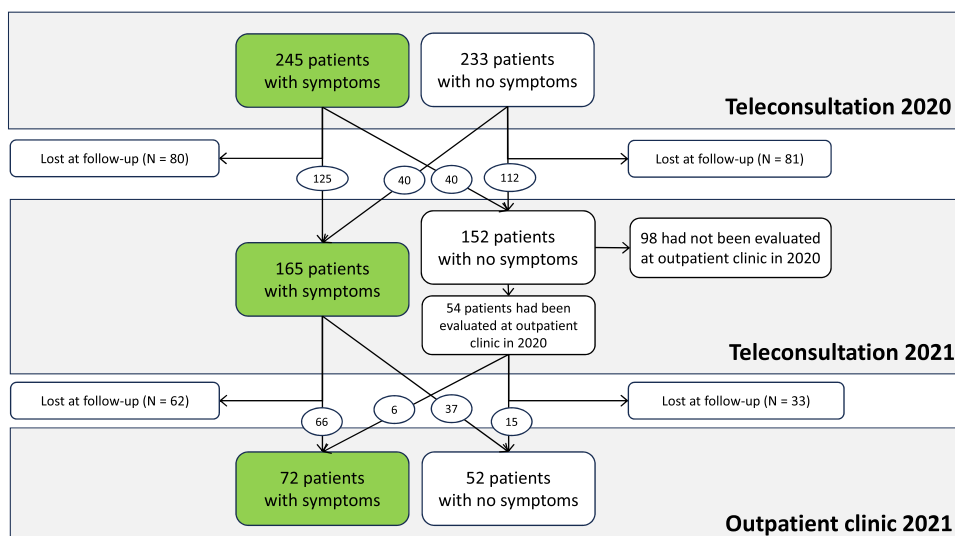 245 patients
with symptoms
233 patients
with no symptoms
Teleconsultation 2020
Lost at follow-up (N = 80)
Lost at follow-up (N = 81)
125
40
40
112
152 patients
with no symptoms
98 had not been evaluated
at outpatient clinic in 2020
165 patients
with symptoms
54 patients had been
evaluated at outpatient
clinic in 2020
Teleconsultation 2021
Lost at follow-up (N = 62)
Lost at follow-up (N = 33)
66
6
37
15
72 patients
with symptoms
52 patients
with no symptoms
Outpatient clinic 2021